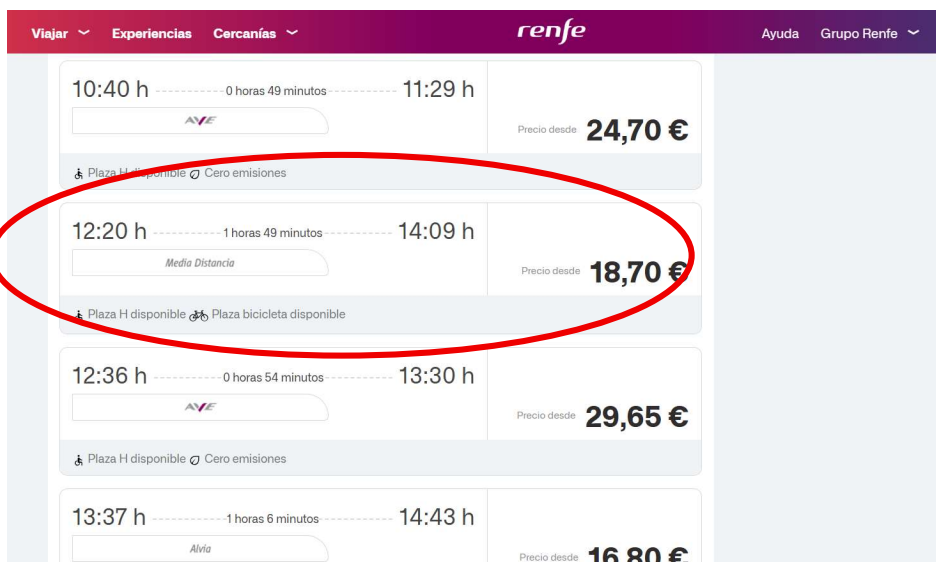 Viajar Experiencias Cercanías renfe Ayuda Grupo Renfe
10:40 h 0 horas 49 minutos 11:29 h
AVE
Precio desde 24,70 €
Plaza H disponible Cero emisiones
12:20 h 1 horas 49 minutos 14:09 h
Media Distancia
Precio desde 18,70 €
Plaza H disponible Plaza bicicleta disponible
12:36 h 0 horas 54 minutos 13:30 h
AVE
Precio desde 29,65 €
Plaza H disponible Cero emisiones
13:37 h 1 horas 6 minutos 14:43 h
Alvia
Precio desde 16,80 €